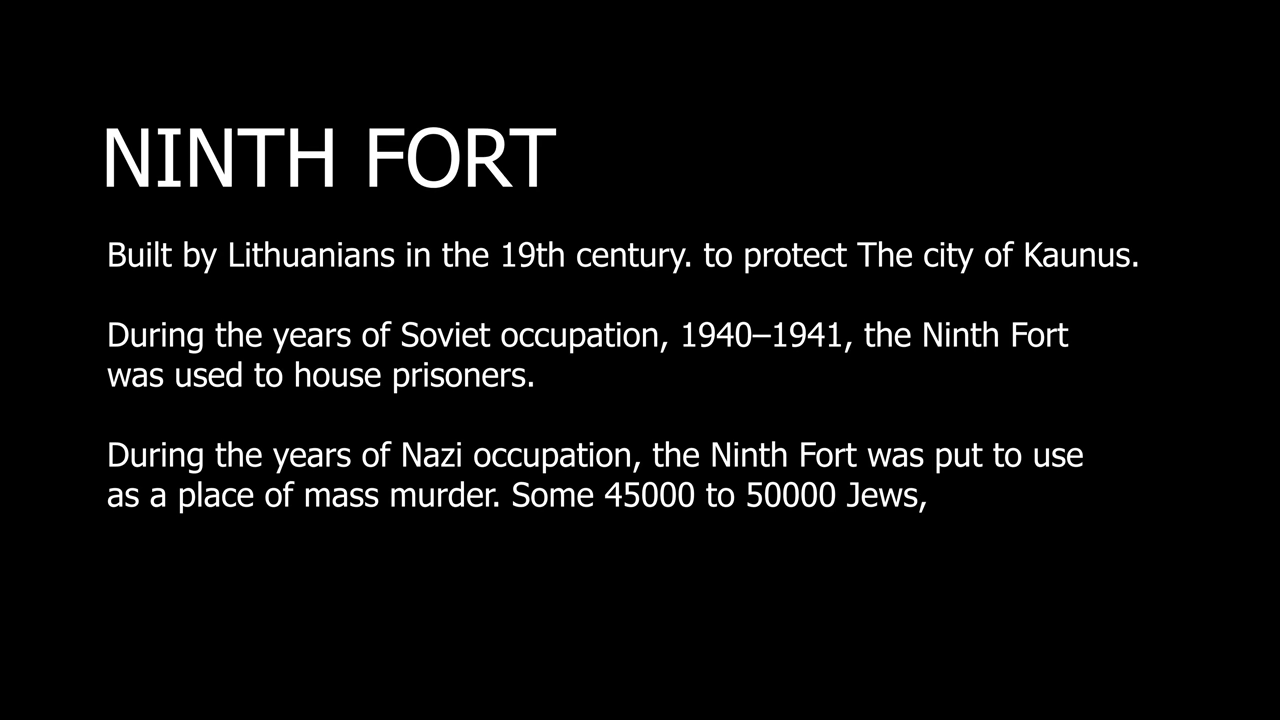 NINTH FORT
Built by Lithuanians in the 19th century. to protect The city of Kaunus.
During the years of Soviet occupation, 1940–1941, the Ninth Fort
was used to house prisoners.
During the years of Nazi occupation, the Ninth Fort was put to use
as a place of mass murder. Some 45000 to 50000 Jews,